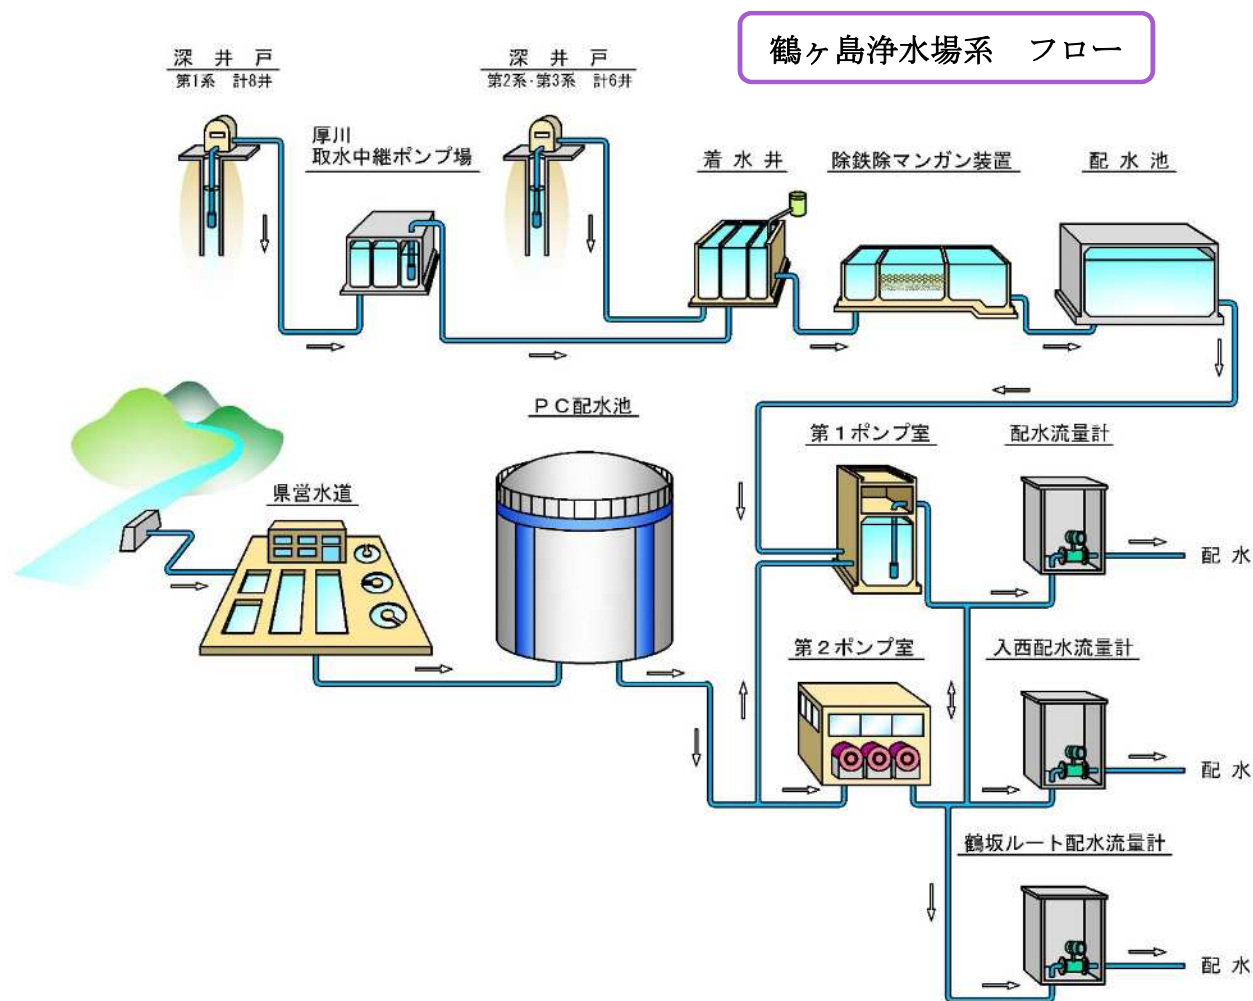 鶴ヶ島浄水場系　フロー
深 井 戸
第1系 計8井
深 井 戸
第2系・第3系 計6井
厚川
取水中継ポンプ場
着 水 井
除鉄除マンガン装置
配 水 池
県営水道
ＰＣ配水池
第１ポンプ室
配水流量計
配 水
第２ポンプ室
入西配水流量計
配 水
鶴坂ルート配水流量計
配 水